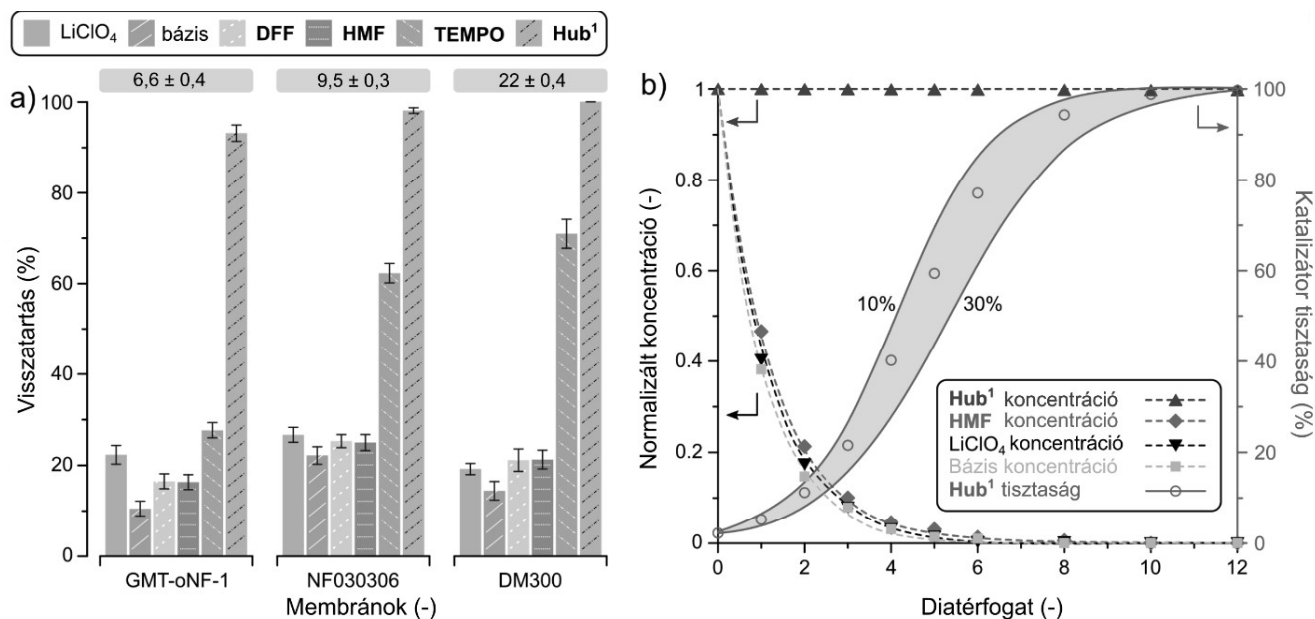 LiClO₄ bázis DFF HMF TEMPO Hub¹
a)
6,6 ± 0,4 9,5 ± 0,3 22 ± 0,4
Visszatartás (%)
100
80
60
40
20
0
GMT-oNF-1 NF030306 DM300
Membránok (-)
b)
Normalizált koncentráció (-)
1
0.8
0.6
0.4
0.2
0
100
80
60
40
20
0
Katalizátor tisztaság (%)
10% 30%
Hub¹ koncentráció
HMF koncentráció
LiClO₄ koncentráció
Bázis koncentráció
Hub¹ tisztaság
0 2 4 6 8 10 12
Diatérfogat (-)